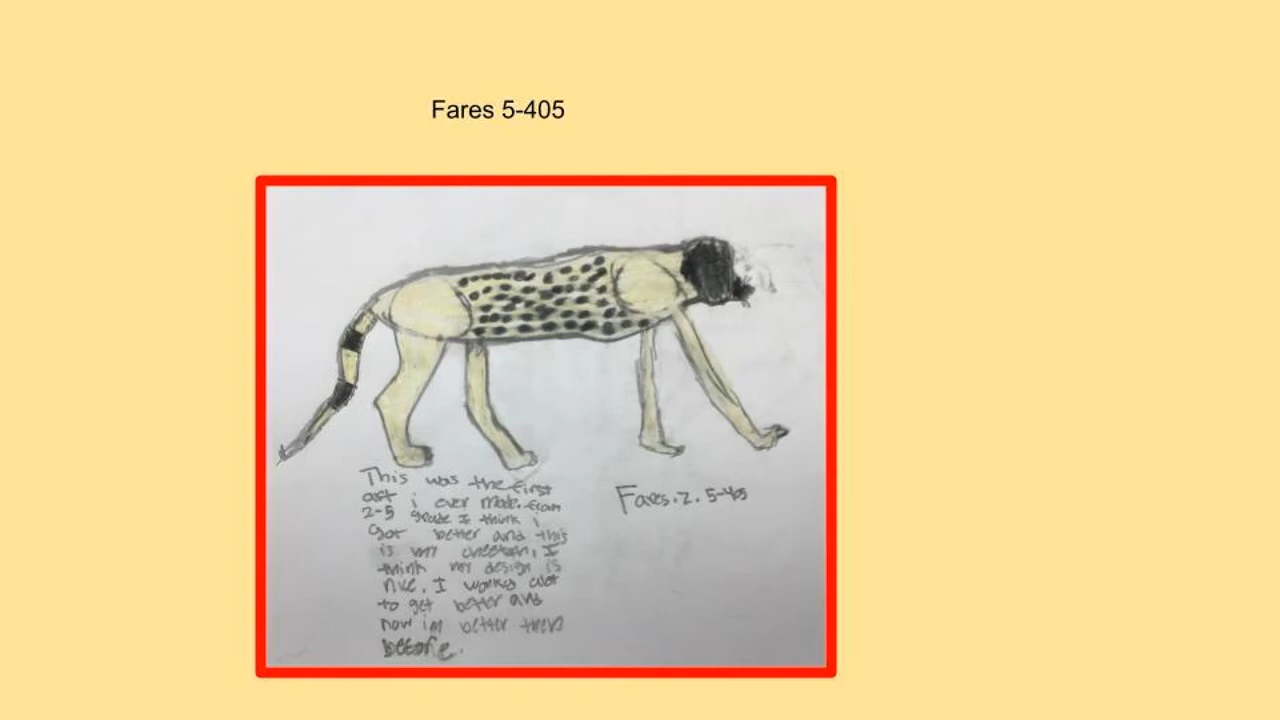 Fares 5-405
This was the first
art i ever made. from
2-5 grade I think i
got better and this
is my cheetah, I
think my design is
nice. I worked alot
to get better and
now im better then
before.
Fares. Z. 5-405